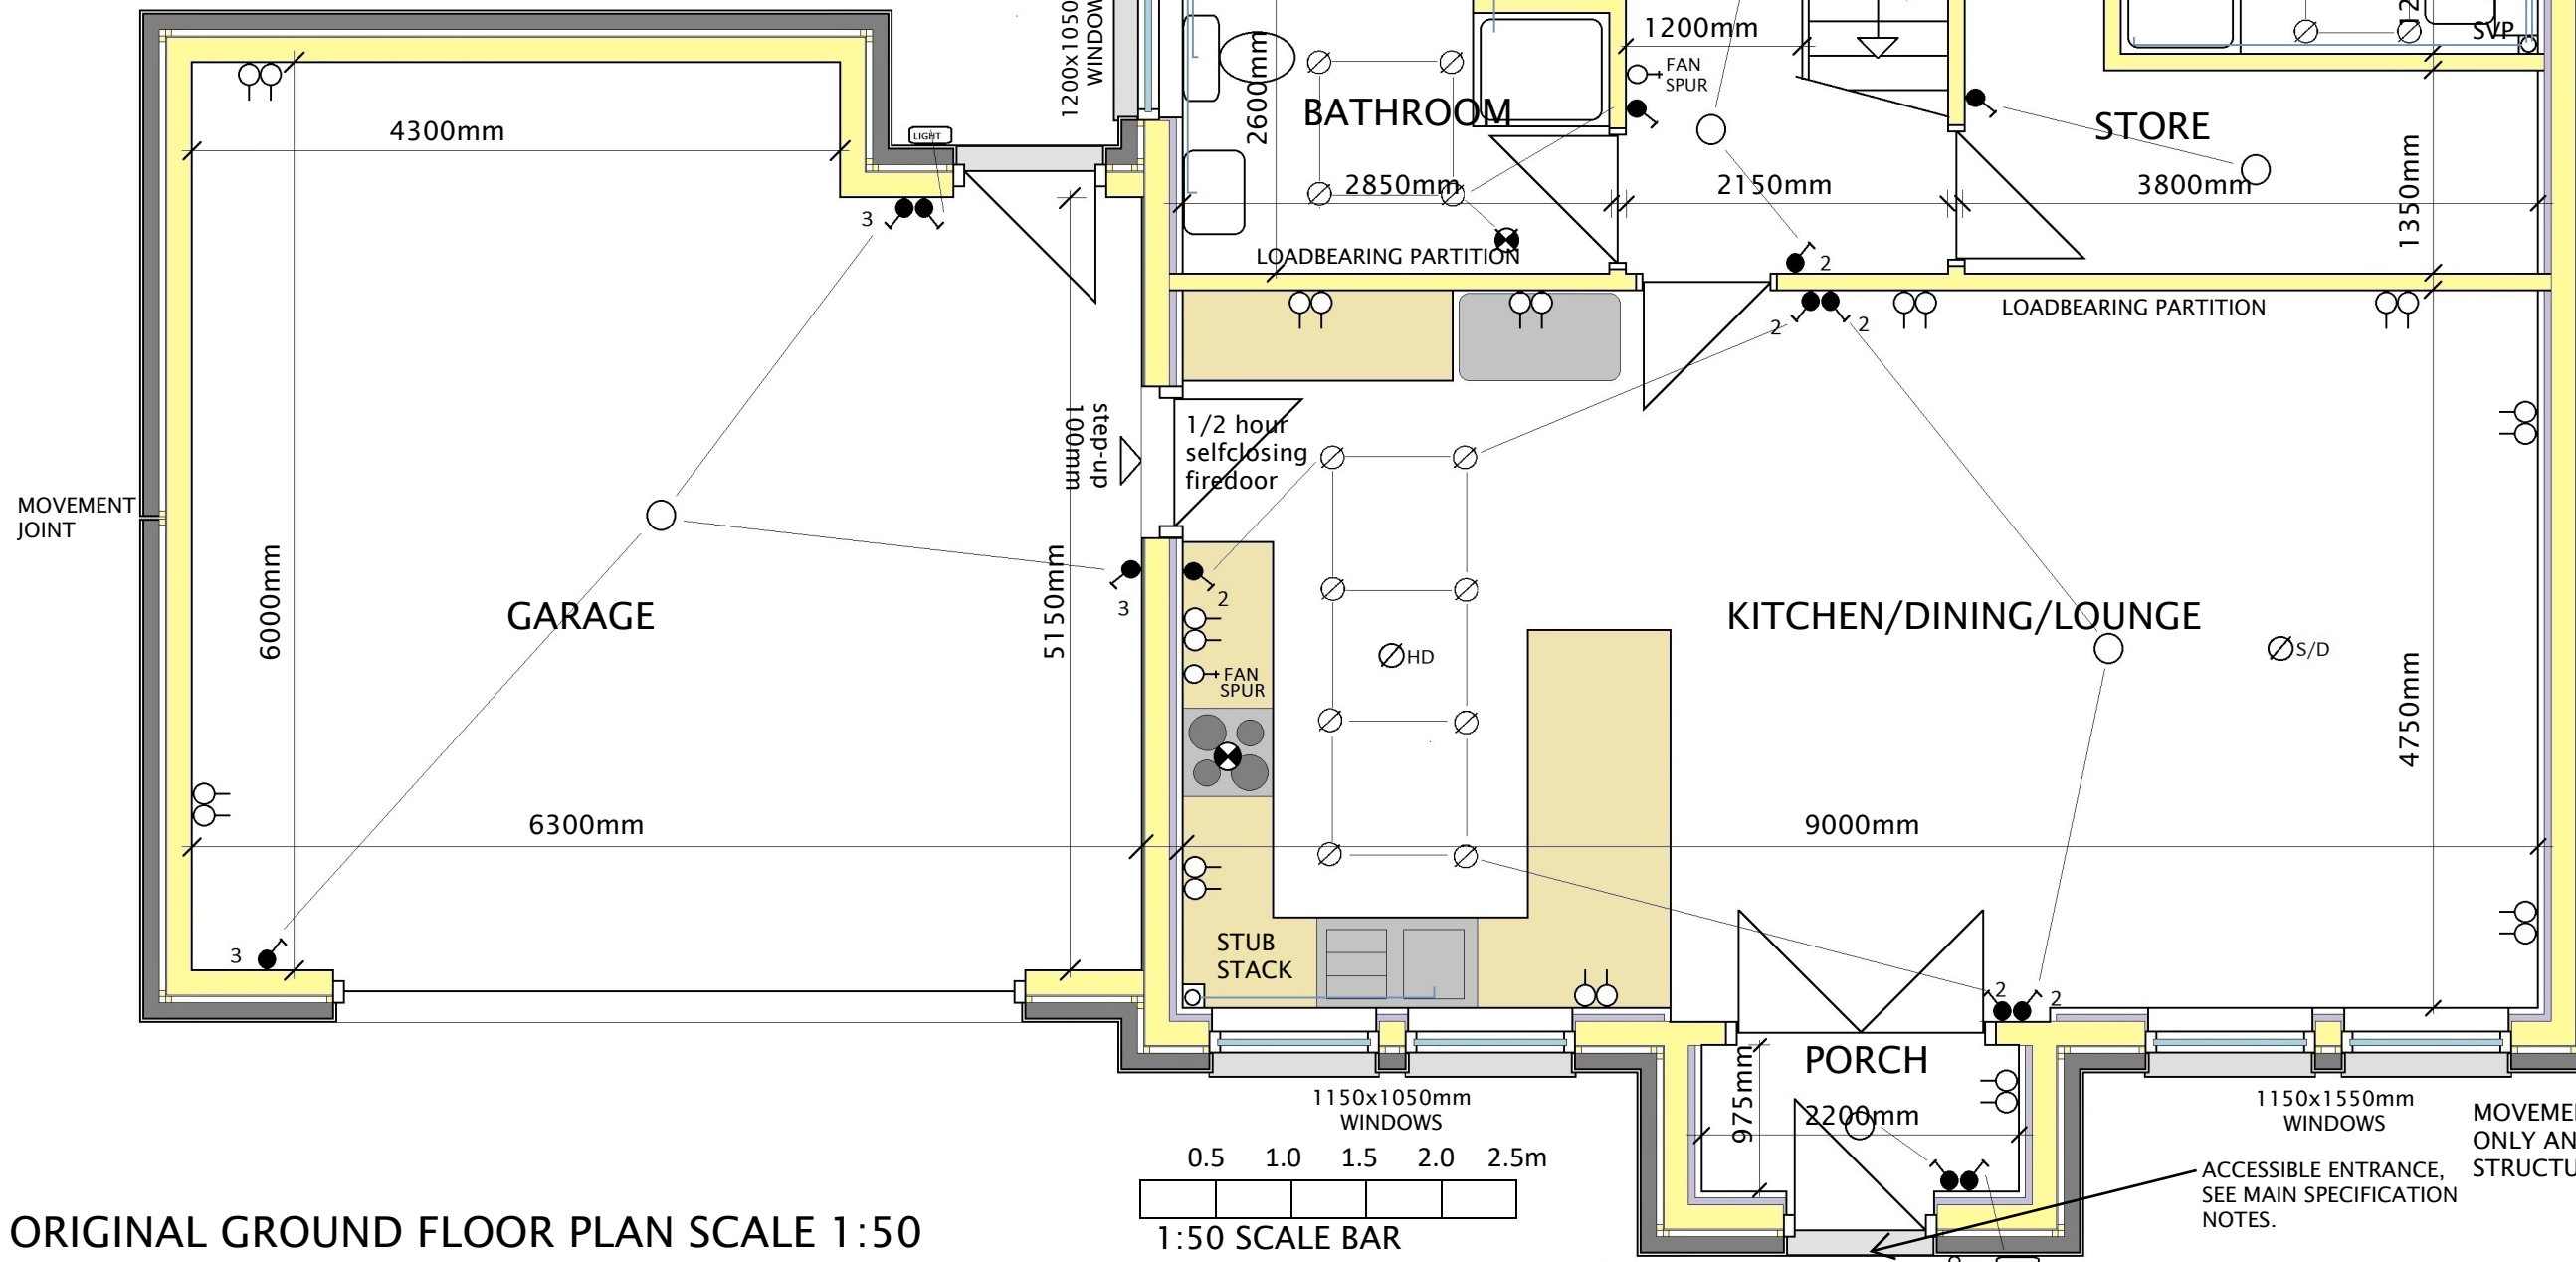 1200x1050
WINDOW
2600mm
BATHROOM
1200mm
FAN
SPUR
SVP
STORE
4300mm
LIGHT
3
2850mm
2150mm
3800mm
1350mm
LOADBEARING PARTITION
2
LOADBEARING PARTITION
2
2
step-up
100mm
1/2 hour
selfclosing
firedoor
MOVEMENT
JOINT
6000mm
GARAGE
5150mm
3
2
FAN
SPUR
HD
KITCHEN/DINING/LOUNGE
S/D
4750mm
6300mm
9000mm
3
STUB
STACK
2
2
PORCH
975mm
2200mm
1150x1050mm
WINDOWS
1150x1550mm
WINDOWS
MOVEME
ONLY AN
STRUCTU
ACCESSIBLE ENTRANCE,
SEE MAIN SPECIFICATION
NOTES.
0.5 1.0 1.5 2.0 2.5m
1:50 SCALE BAR
ORIGINAL GROUND FLOOR PLAN SCALE 1:50